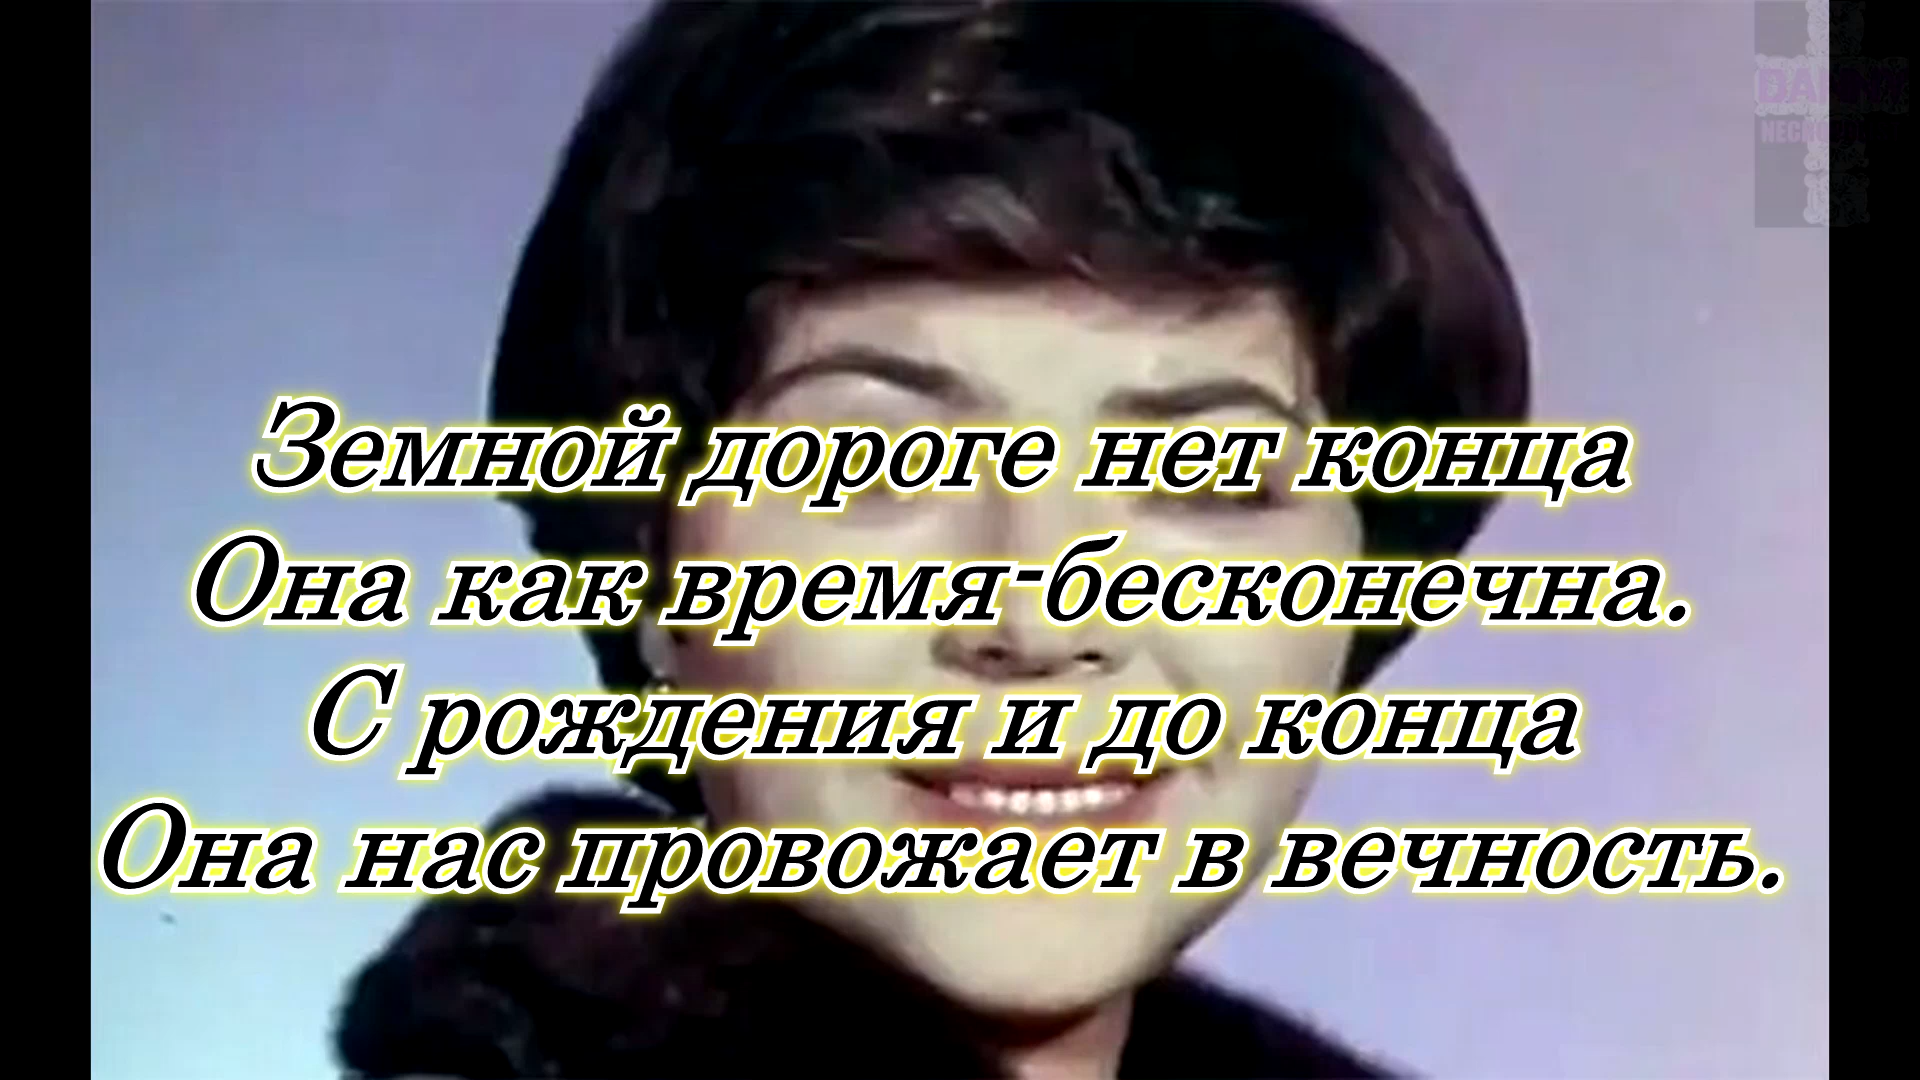 Земной дороге нет конца
Она как время-бесконечна.
С рождения и до конца
Она нас провожает в вечность.